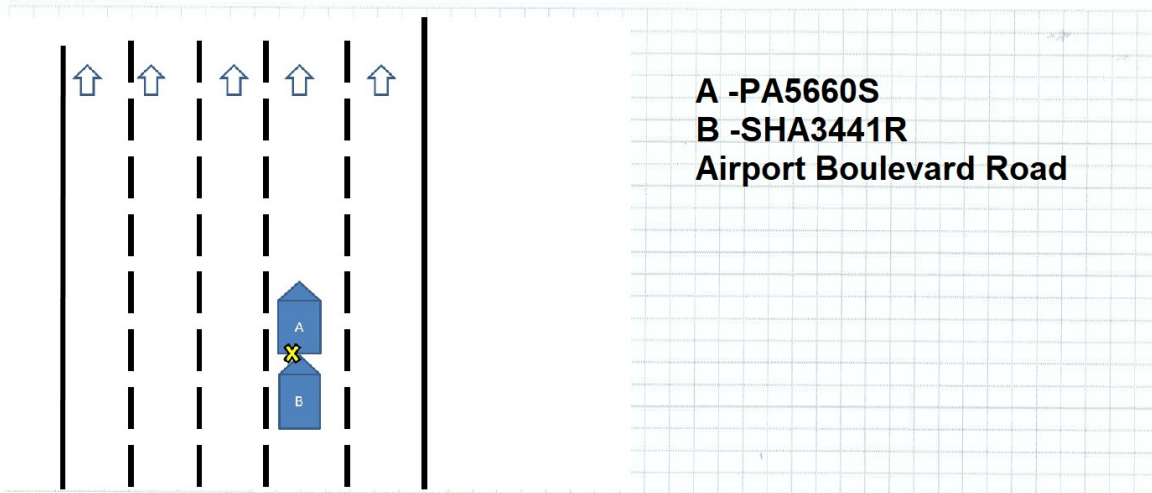 A -PA5660S
B -SHA3441R
Airport Boulevard Road
A
X
B